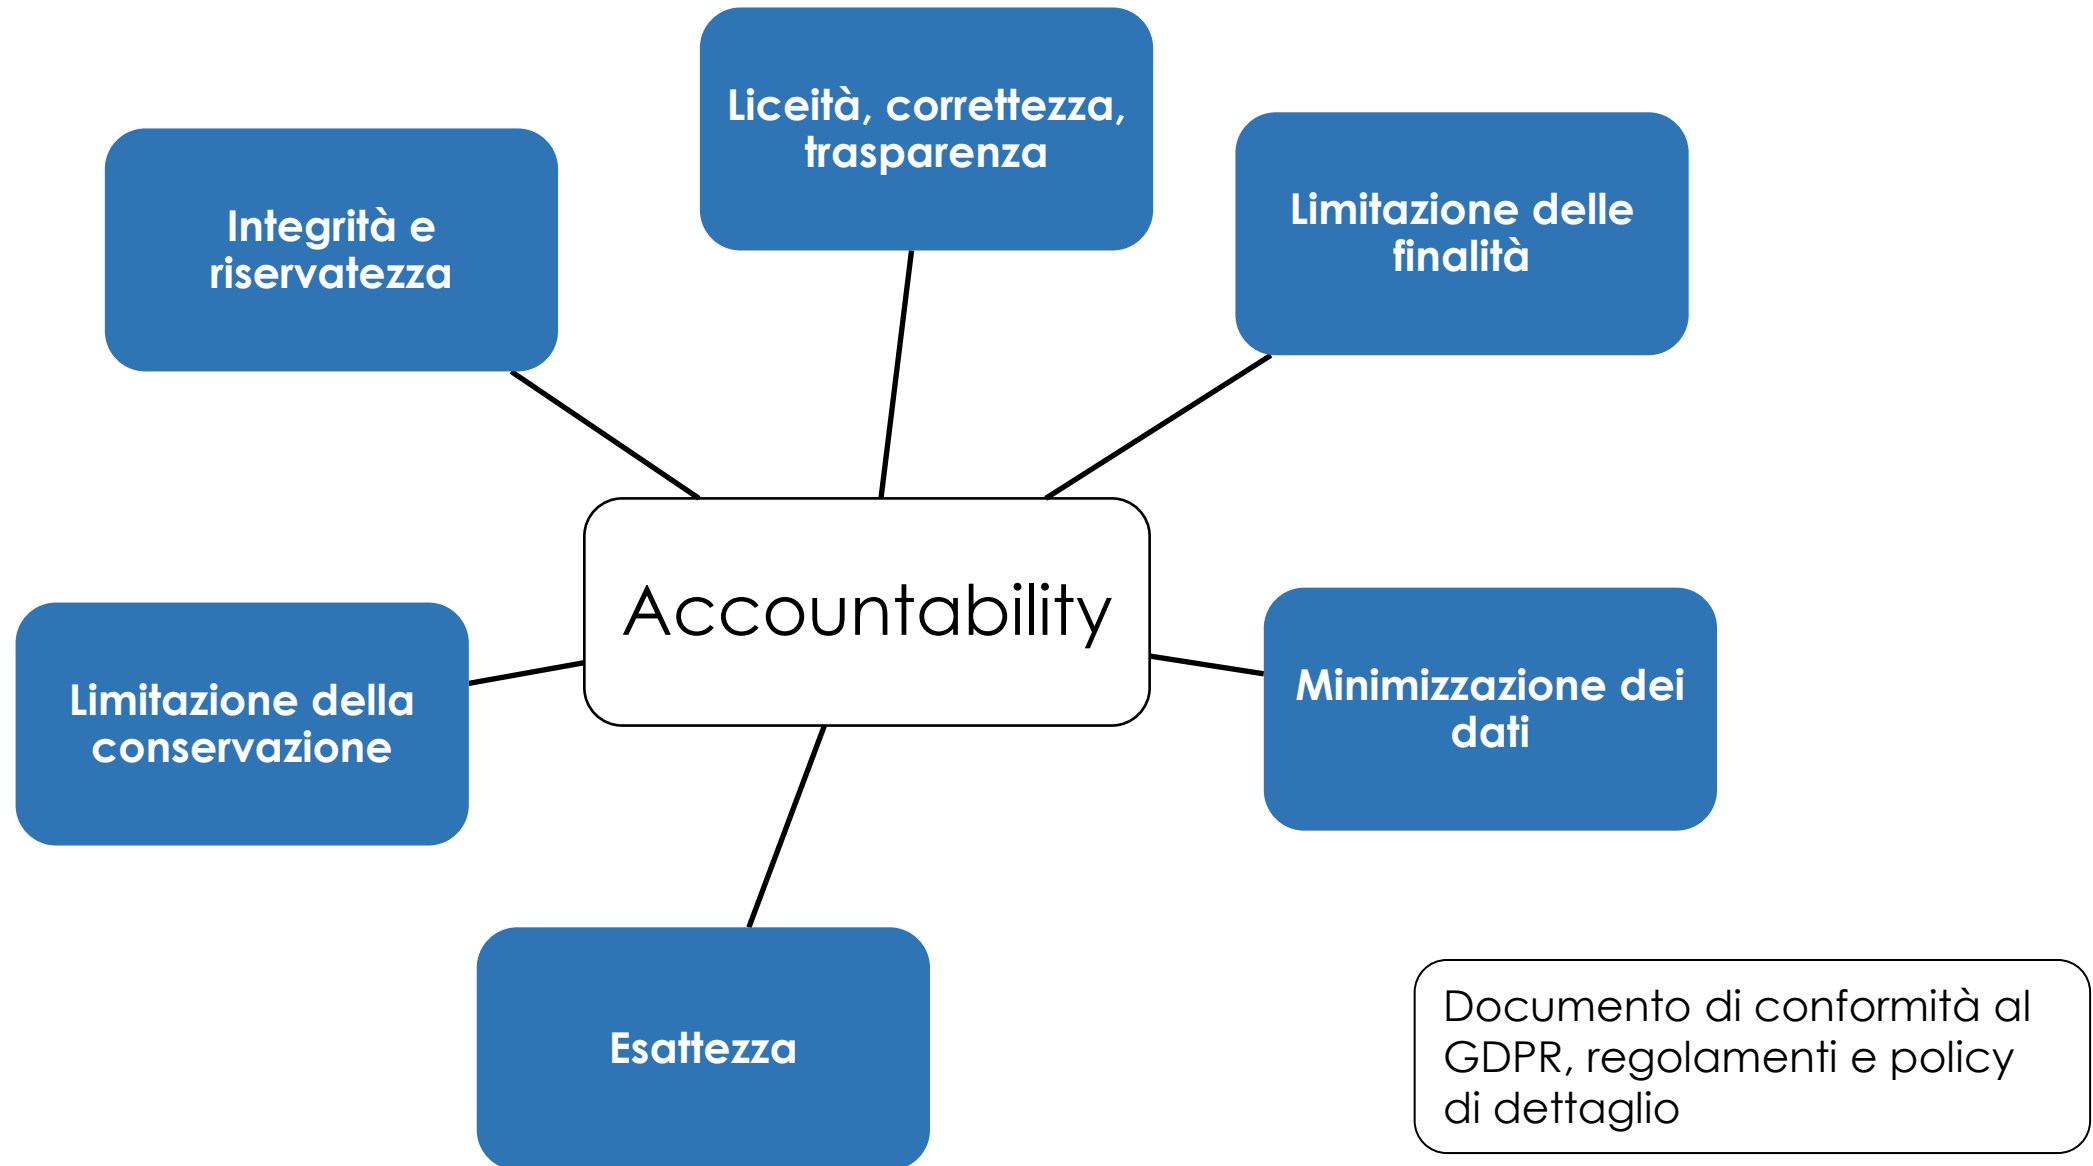 Liceità, correttezza,
trasparenza
Limitazione delle
finalità
Integrità e
riservatezza
Accountability
Minimizzazione dei
dati
Limitazione della
conservazione
Esattezza
Documento di conformità al
GDPR, regolamenti e policy
di dettaglio